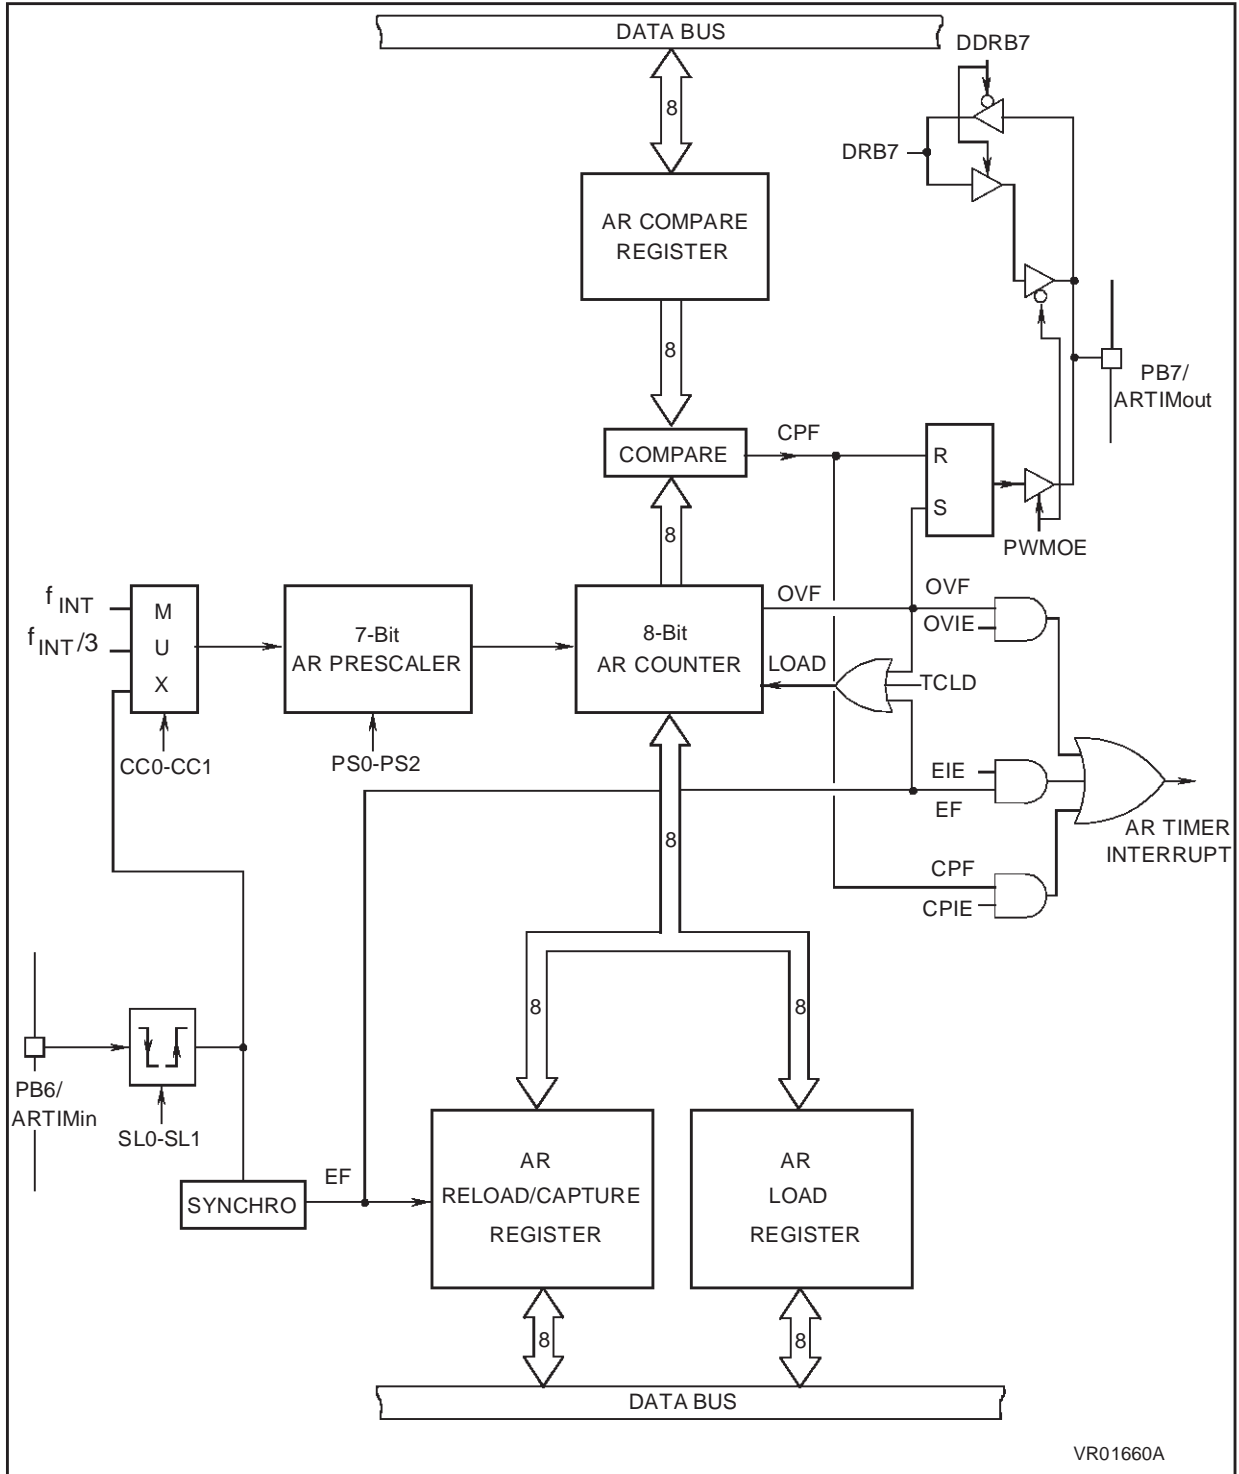 DATA BUS
DDRB7
8
DRB7
AR COMPARE
REGISTER
8
PB7/
ARTIMout
COMPARE
CPF
R
S
8
PWMOE
f INT
f INT /3
M
U
X
7-Bit
AR PRESCALER
8-Bit
AR COUNTER
OVF
OVF
OVIE
LOAD
TCLD
CC0-CC1
PS0-PS2
EIE
EF
AR TIMER
INTERRUPT
8
CPF
CPIE
8
8
PB6/
ARTIMin
SL0-SL1
EF
SYNCHRO
AR
RELOAD/CAPTURE
REGISTER
AR
LOAD
REGISTER
8
8
DATA BUS
VR01660A